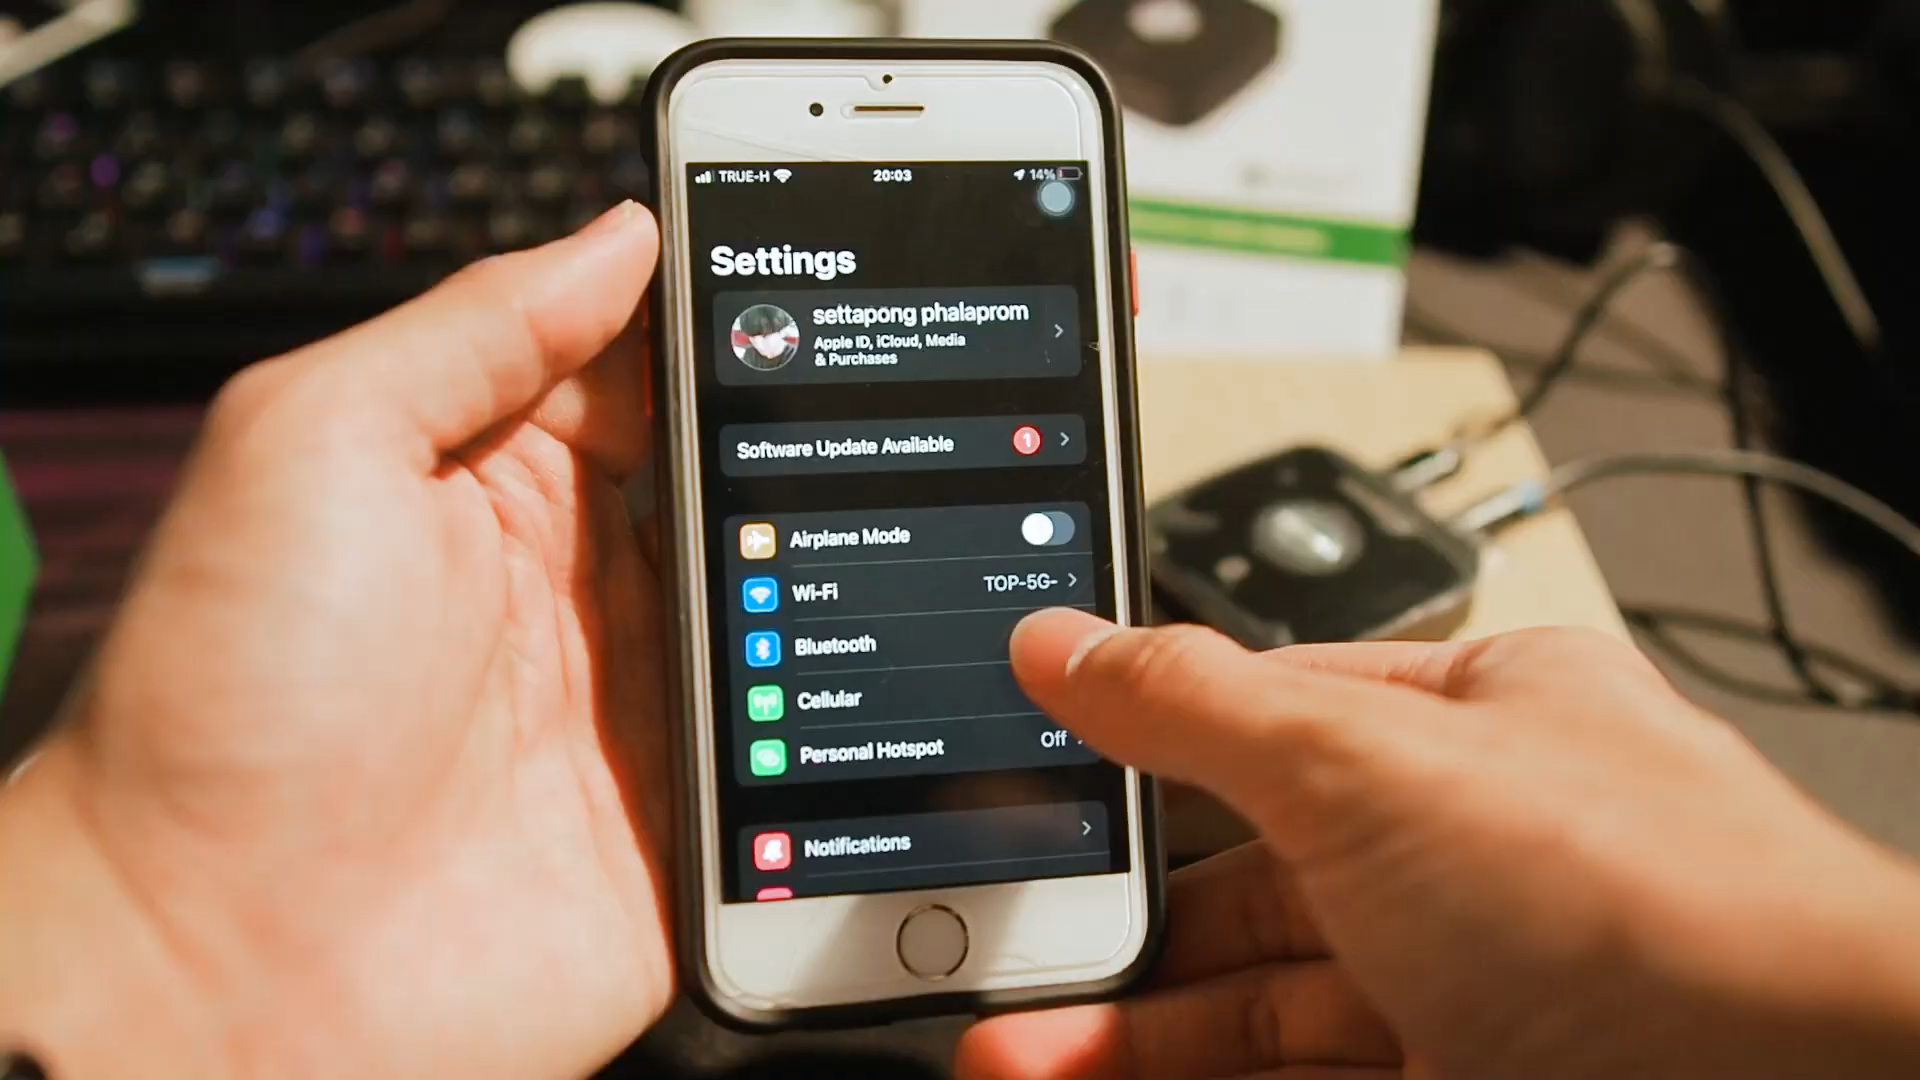 TRUE-H 20:03 14%
Settings
settapong phalaprom
Apple ID, iCloud, Media
& Purchases
Software Update Available 1
Airplane Mode
Wi-Fi TOP-5G-
Bluetooth
Cellular
Personal Hotspot Off
Notifications